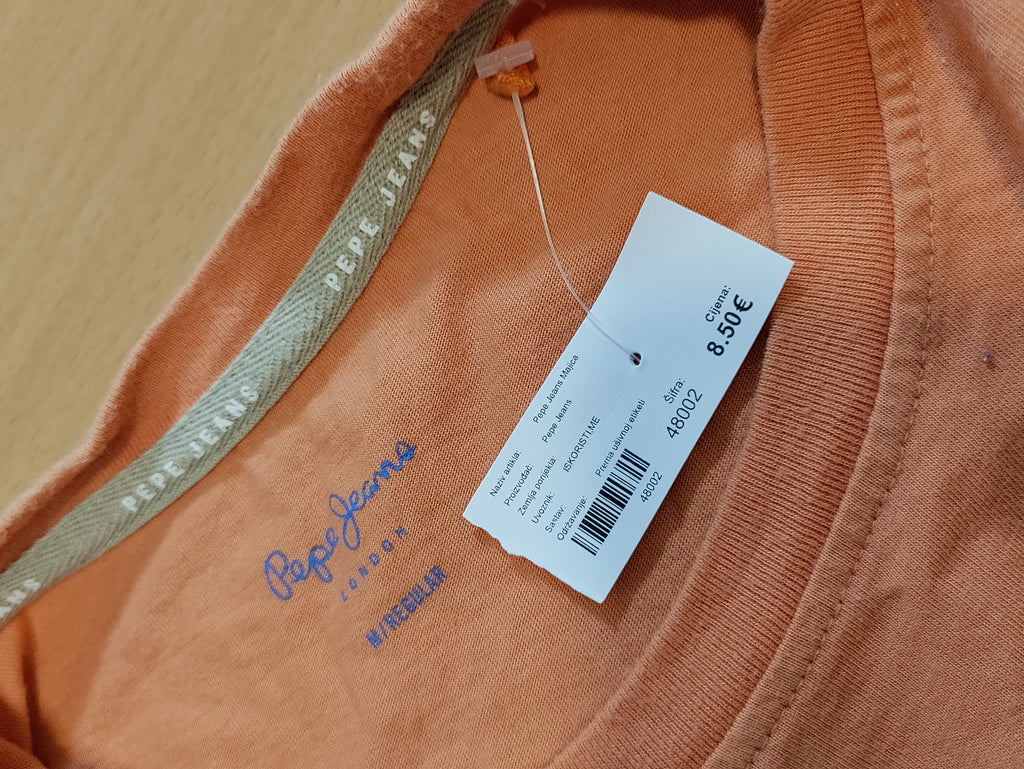 PEPE JEANS
PEPE JEANS
ANS
Pepe Jeans
LONDON
M/REGULAR
Naziv artikla: Pepe Jeans Majica
Proizvođač: Pepe Jeans
Zemlja porijekla:
Uvoznik: ISKORISTI.ME
Sastav:
Održavanje: Prema ušivnoj etiketi
48002
Šifra:
48002
Cijena:
8.50€